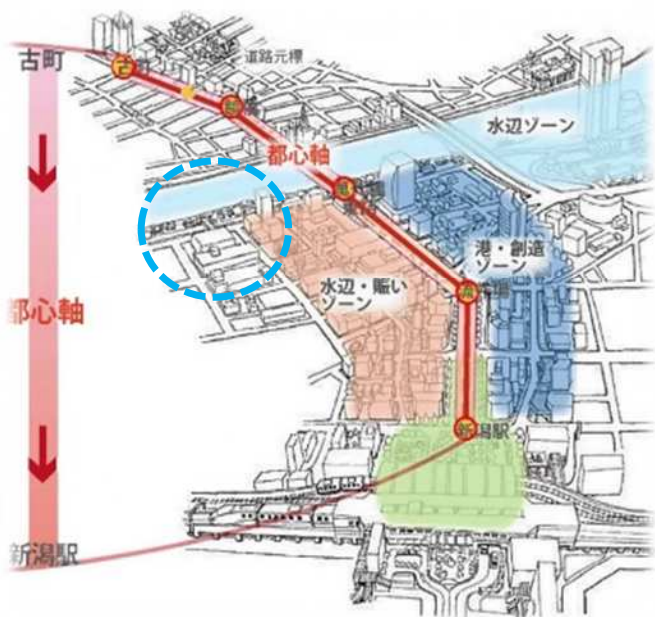 古町
道路元標
水辺ゾーン
都心軸
港・創造
ゾーン
水辺・賑い
ゾーン
都心軸
新潟駅
新潟駅